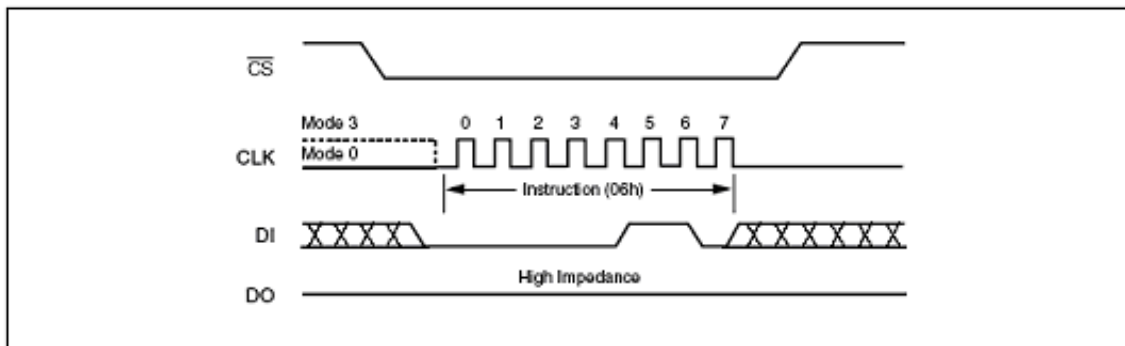 CS
Mode 3
0 1 2 3 4 5 6 7
CLK
Mode 0
Instruction (06h)
DI
High Impedance
DO